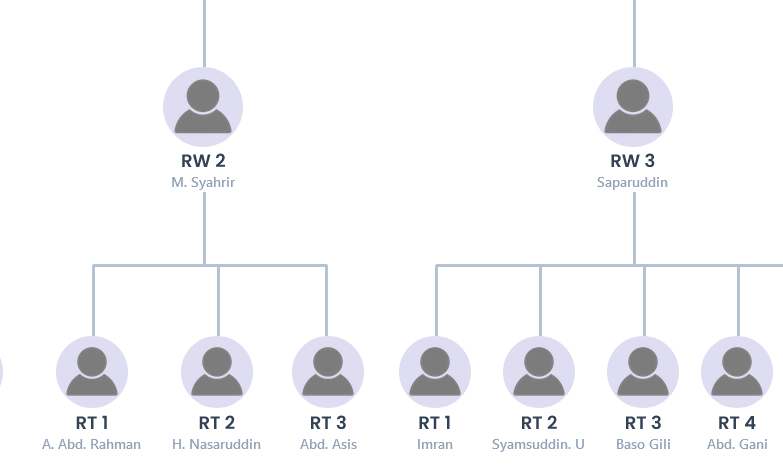 RW 2
M. Syahrir
RW 3
Saparuddin
RT 1
A. Abd. Rahman
RT 2
H. Nasaruddin
RT 3
Abd. Asis
RT 1
Imran
RT 2
Syamsuddin. U
RT 3
Baso Gili
RT 4
Abd. Gani